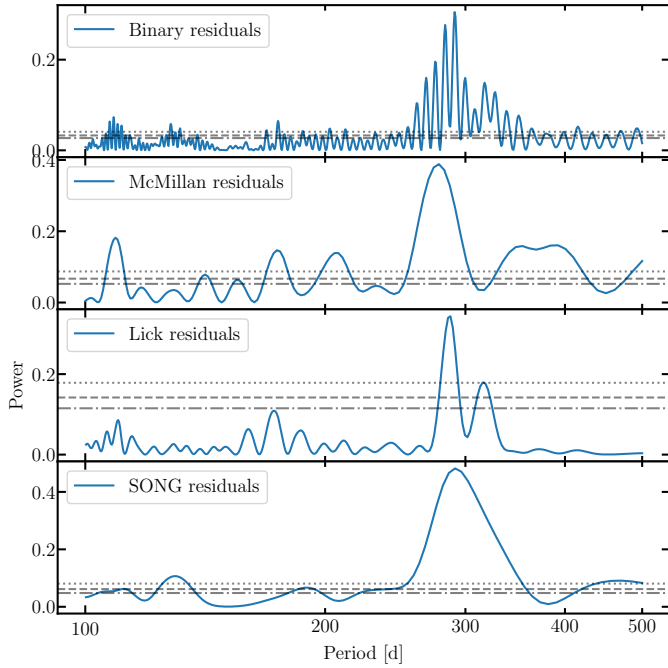 Binary residuals
0.2
0.0
McMillan residuals
0.4
0.2
0.0
Lick residuals
0.2
0.0
Power
SONG residuals
0.4
0.2
0.0
100
200
300
400
500
Period [d]